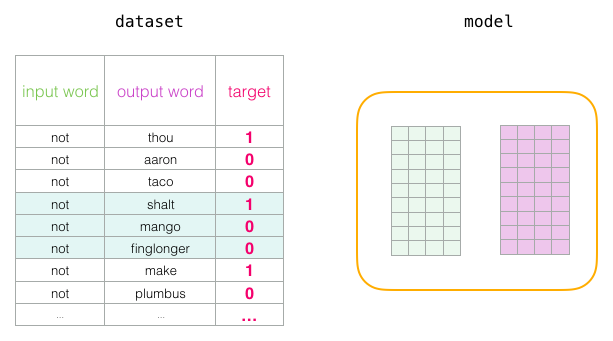 dataset model
input word output word target
not thou 1
not aaron 0
not taco 0
not shalt 1
not mango 0
not finglonger 0
not make 1
not plumbus 0
... ... ...